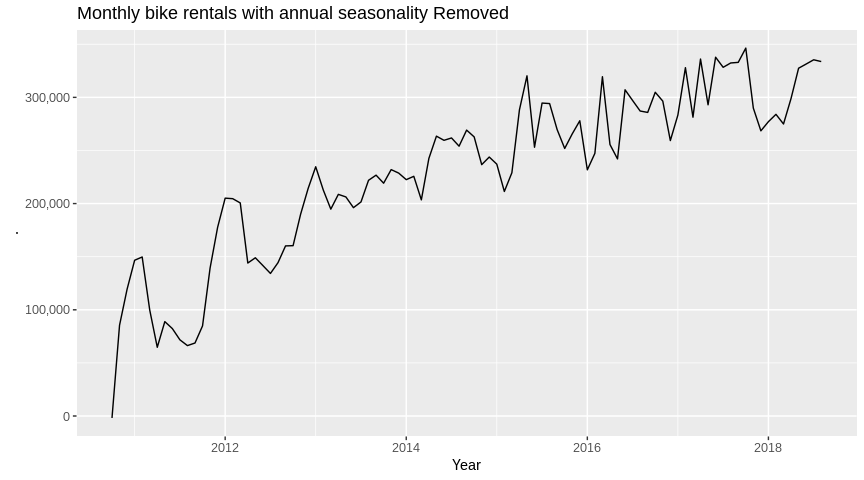 Monthly bike rentals with annual seasonality Removed
300,000
200,000
.
100,000
0
2012 2014 2016 2018
Year